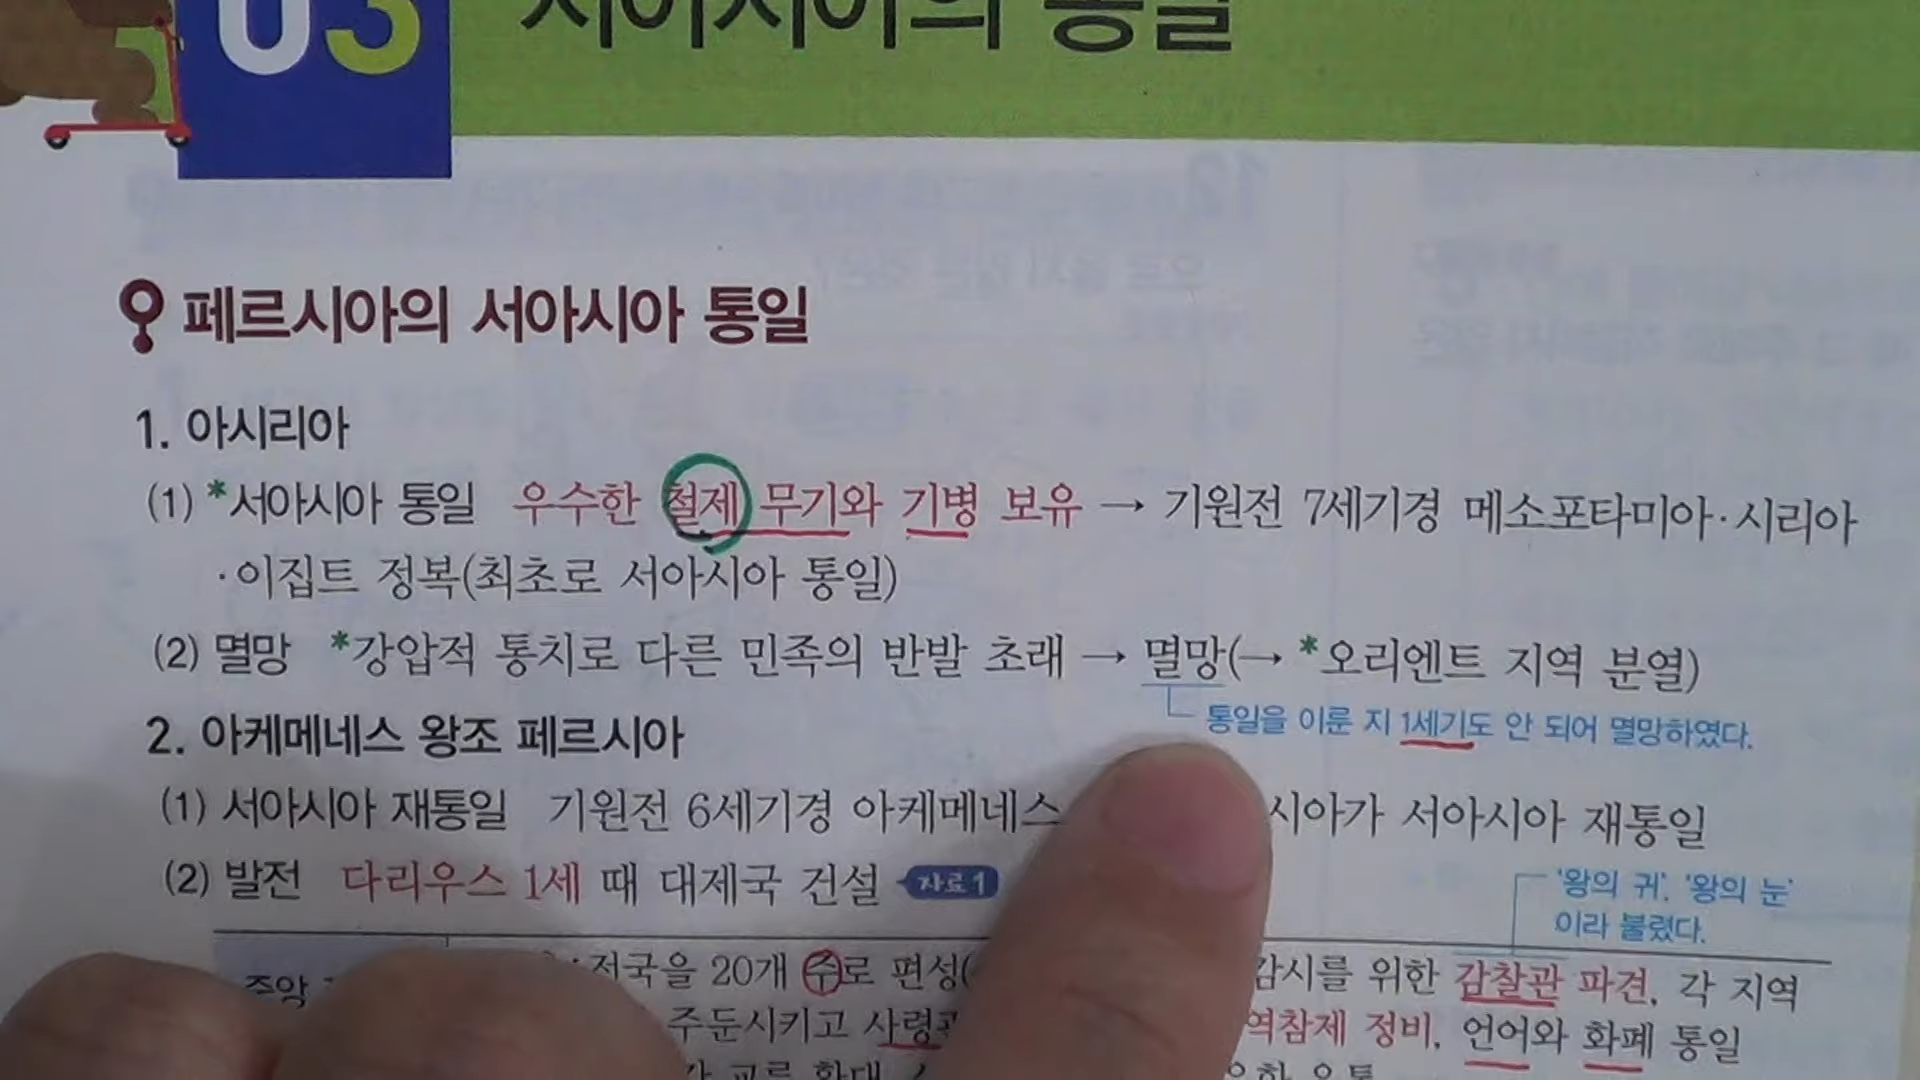 03 서아시아의 통일
페르시아의 서아시아 통일
1. 아시리아
(1) *서아시아 통일 우수한 철제 무기와 기병 보유 → 기원전 7세기경 메소포타미아·시리아
·이집트 정복(최초로 서아시아 통일)
(2) 멸망 *강압적 통치로 다른 민족의 반발 초래 → 멸망(→ *오리엔트 지역 분열)
통일을 이룬 지 1세기도 안 되어 멸망하였다.
2. 아케메네스 왕조 페르시아
(1) 서아시아 재통일 기원전 6세기경 아케메네스 시아가 서아시아 재통일
(2) 발전 다리우스 1세 때 대제국 건설 자료1
'왕의 귀', '왕의 눈'
이라 불렸다.
중앙 전국을 20개 주로 편성( 감시를 위한 감찰관 파견, 각 지역
주둔시키고 사령관 역참제 정비, 언어와 화폐 통일